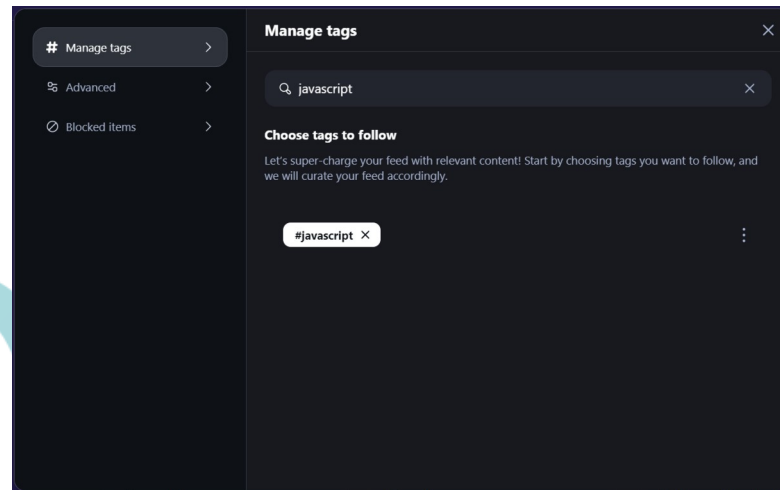 Manage tags
Advanced
Blocked items
Manage tags
javascript
Choose tags to follow
Let's super-charge your feed with relevant content! Start by choosing tags you want to follow, and
we will curate your feed accordingly.
#javascript